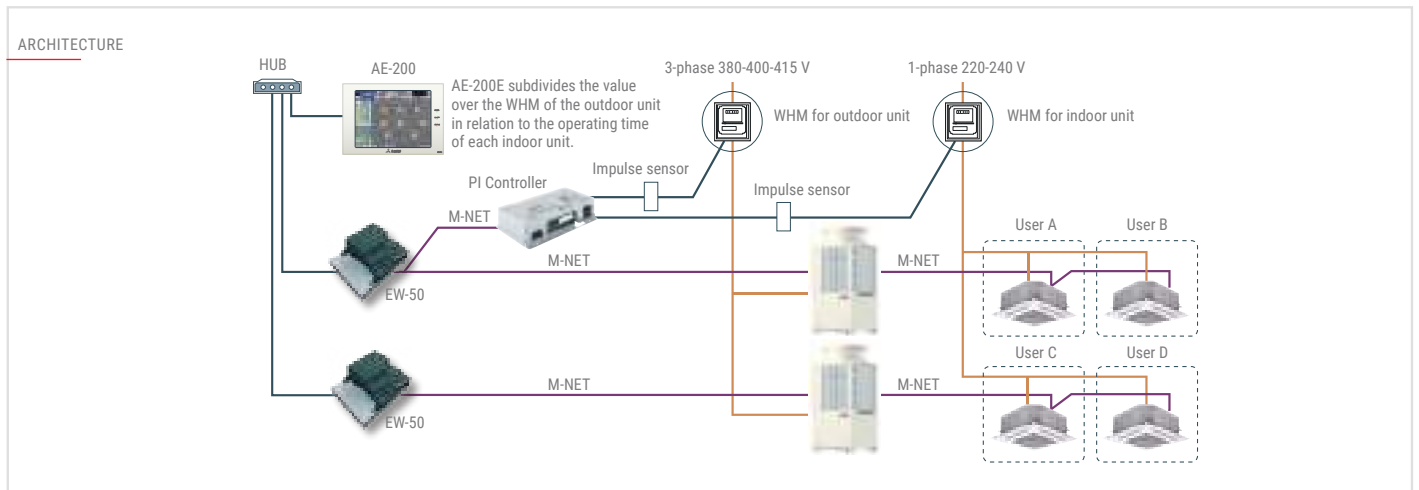 ARCHITECTURE
HUB
AE-200
AE-200E subdivides the value
over the WHM of the outdoor unit
in relation to the operating time
of each indoor unit.
3-phase 380-400-415 V
1-phase 220-240 V
WHM for outdoor unit
WHM for indoor unit
Impulse sensor
PI Controller
Impulse sensor
M-NET
User A
User B
M-NET
M-NET
EW-50
User C
User D
M-NET
M-NET
EW-50